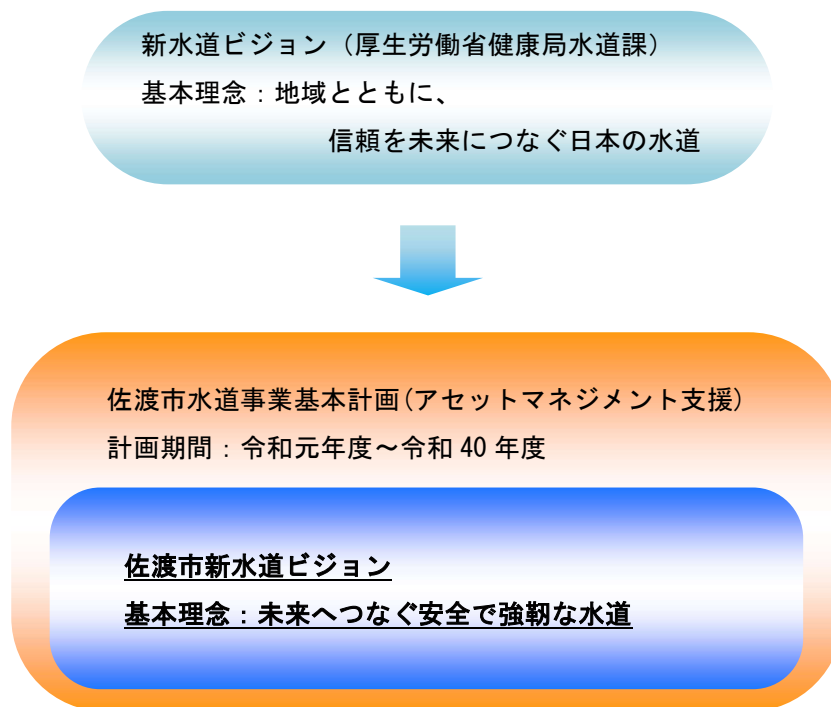 新水道ビジョン（厚生労働省健康局水道課）
基本理念：地域とともに、
信頼を未来につなぐ日本の水道
佐渡市水道事業基本計画(アセットマネジメント支援)
計画期間：令和元年度～令和 40 年度
佐渡市新水道ビジョン
基本理念：未来へつなぐ安全で強靭な水道